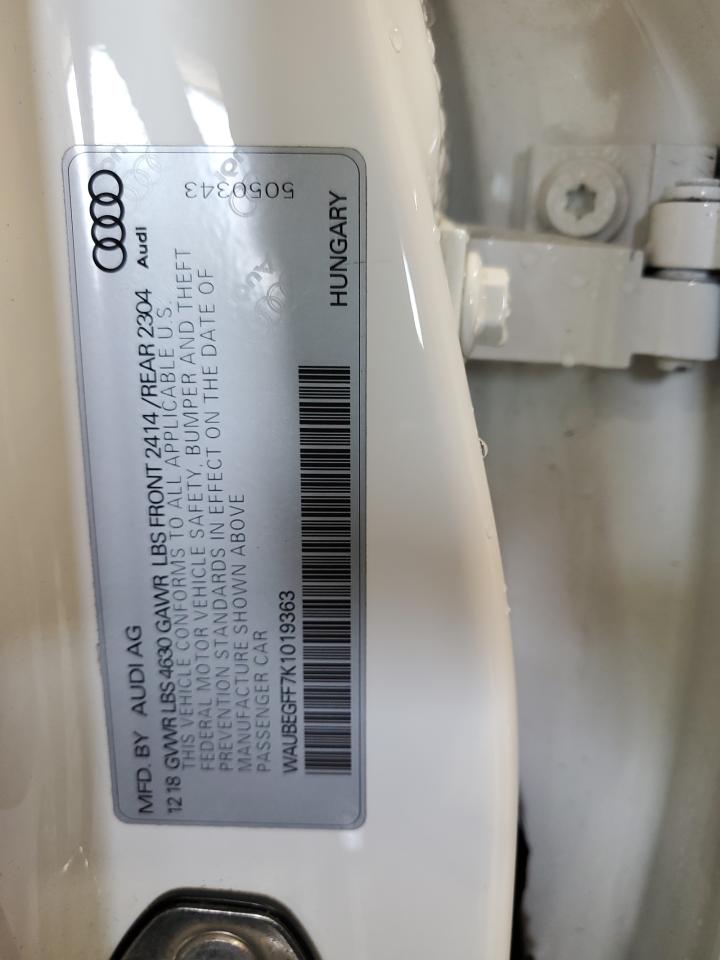 MFD. BY AUDI AG
Audi
1218 GVWR LBS 4630 GAWR LBS FRONT 2414 /REAR 2304
THIS VEHICLE CONFORMS TO ALL APPLICABLE U.S.
FEDERAL MOTOR VEHICLE SAFETY, BUMPER AND THEFT
PREVENTION STANDARDS IN EFFECT ON THE DATE OF
MANUFACTURE SHOWN ABOVE
PASSENGER CAR
WAUBEGFF7K1019363
HUNGARY
5050343